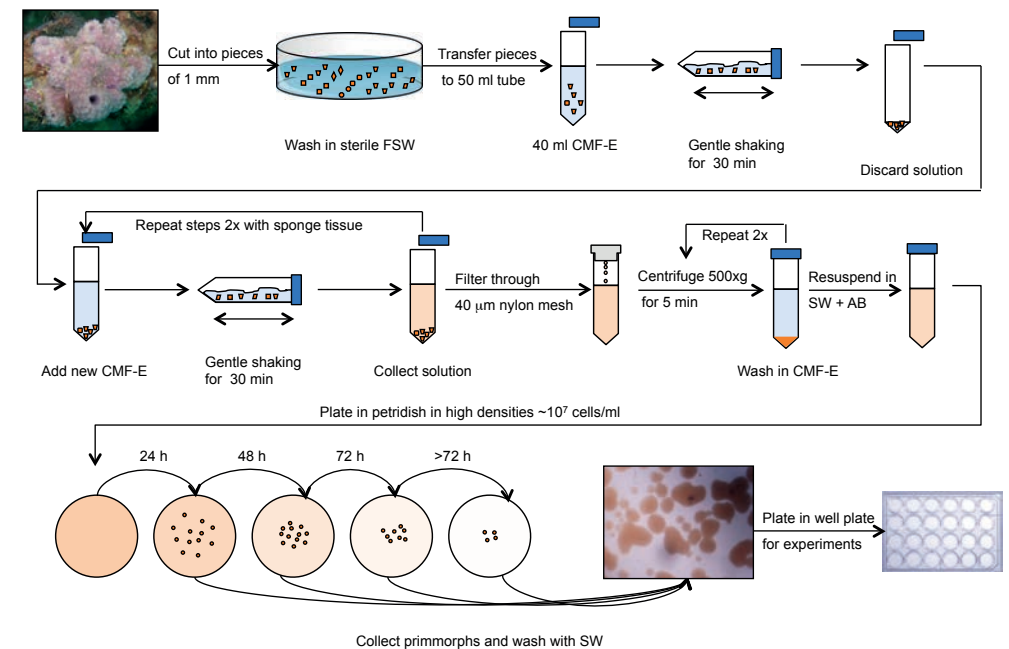 Cut into pieces
of 1 mm
Transfer pieces
to 50 ml tube
Wash in sterile FSW
40 ml CMF-E
Gentle shaking
for 30 min
Discard solution
Repeat steps 2x with sponge tissue
Add new CMF-E
Gentle shaking
for 30 min
Collect solution
Filter through
40 μm nylon mesh
Repeat 2x
Centrifuge 500xg
for 5 min
Wash in CMF-E
Resuspend in
SW + AB
Plate in petridish in high densities ~10⁷ cells/ml
24 h
48 h
72 h
>72 h
Plate in well plate
for experiments
Collect primmorphs and wash with SW